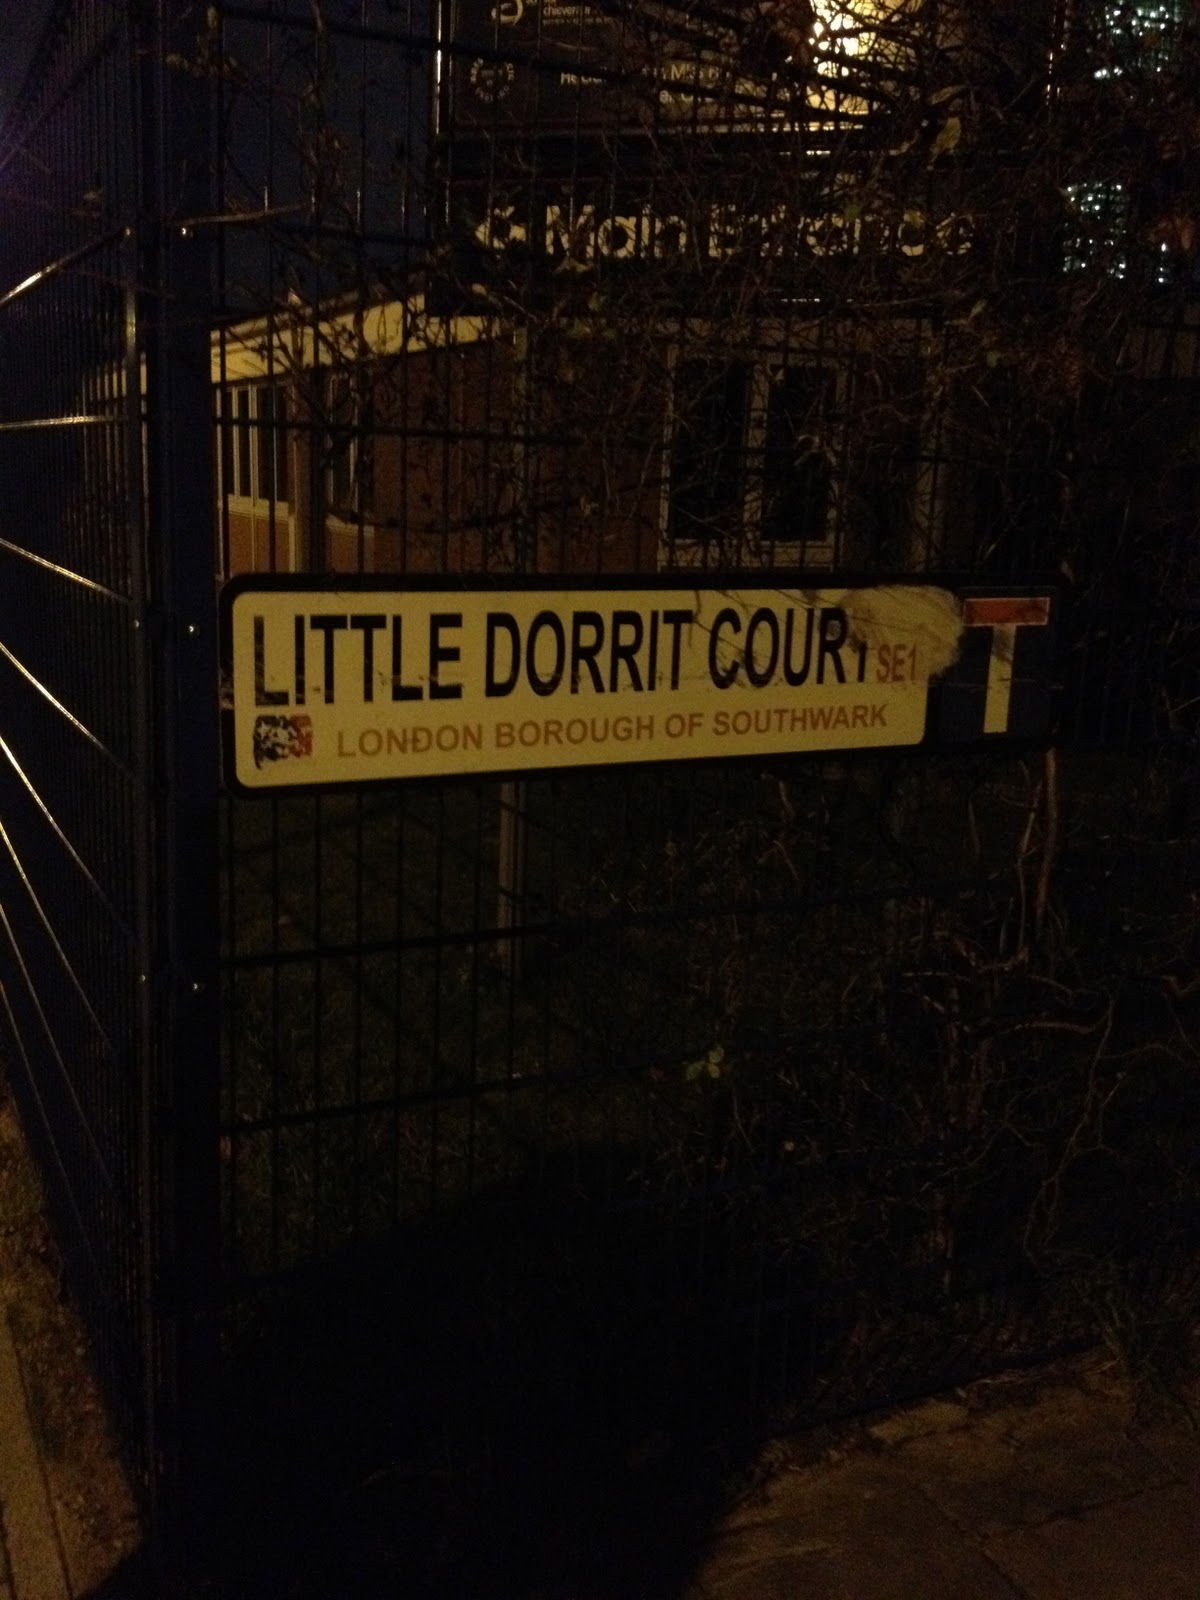 Main Entrance
LITTLE DORRIT COURT SE1
LONDON BOROUGH OF SOUTHWARK